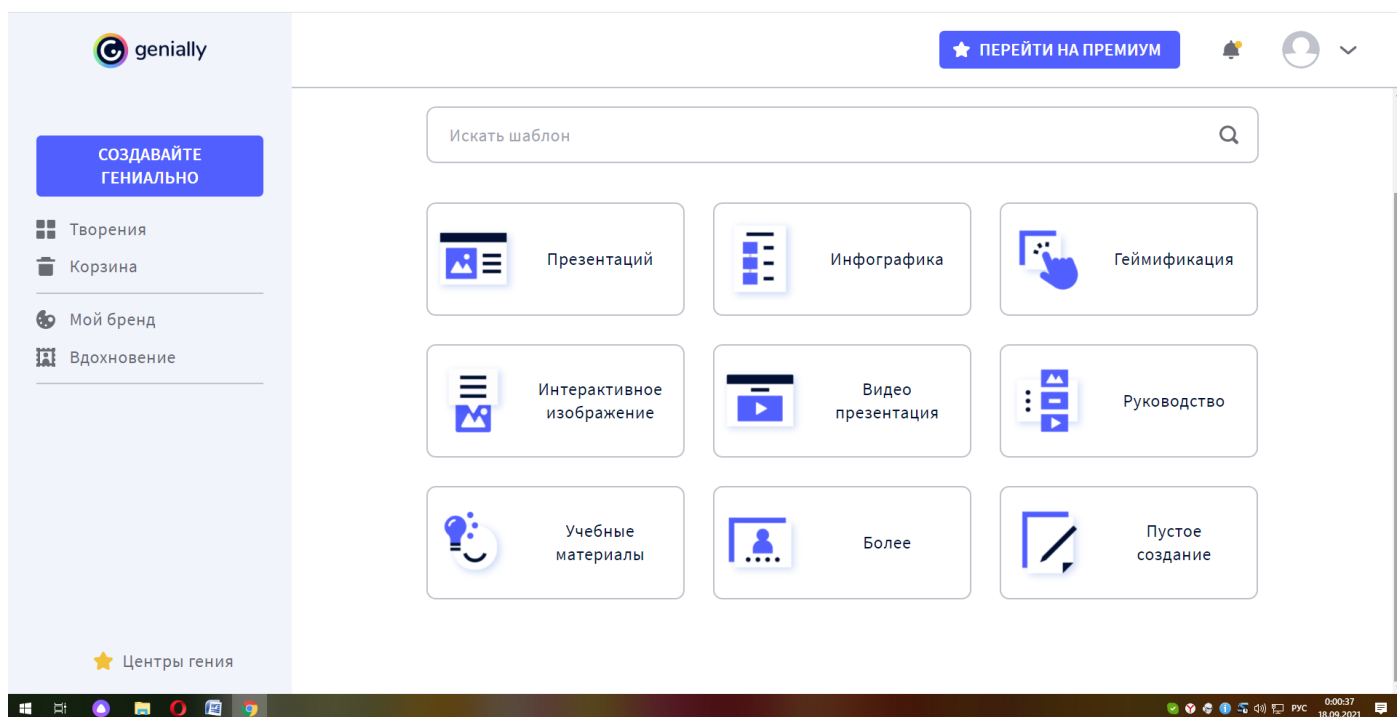 genially
ПЕРЕЙТИ НА ПРЕМИУМ
СОЗДАВАЙТЕ
ГЕНИАЛЬНО
Творения
Корзина
Мой бренд
Вдохновение
Центры гения
Искать шаблон
Презентаций
Инфографика
Геймификация
Интерактивное
изображение
Видео
презентация
Руководство
Учебные
материалы
Более
Пустое
создание
РУС
0:00:37
18.09.2021